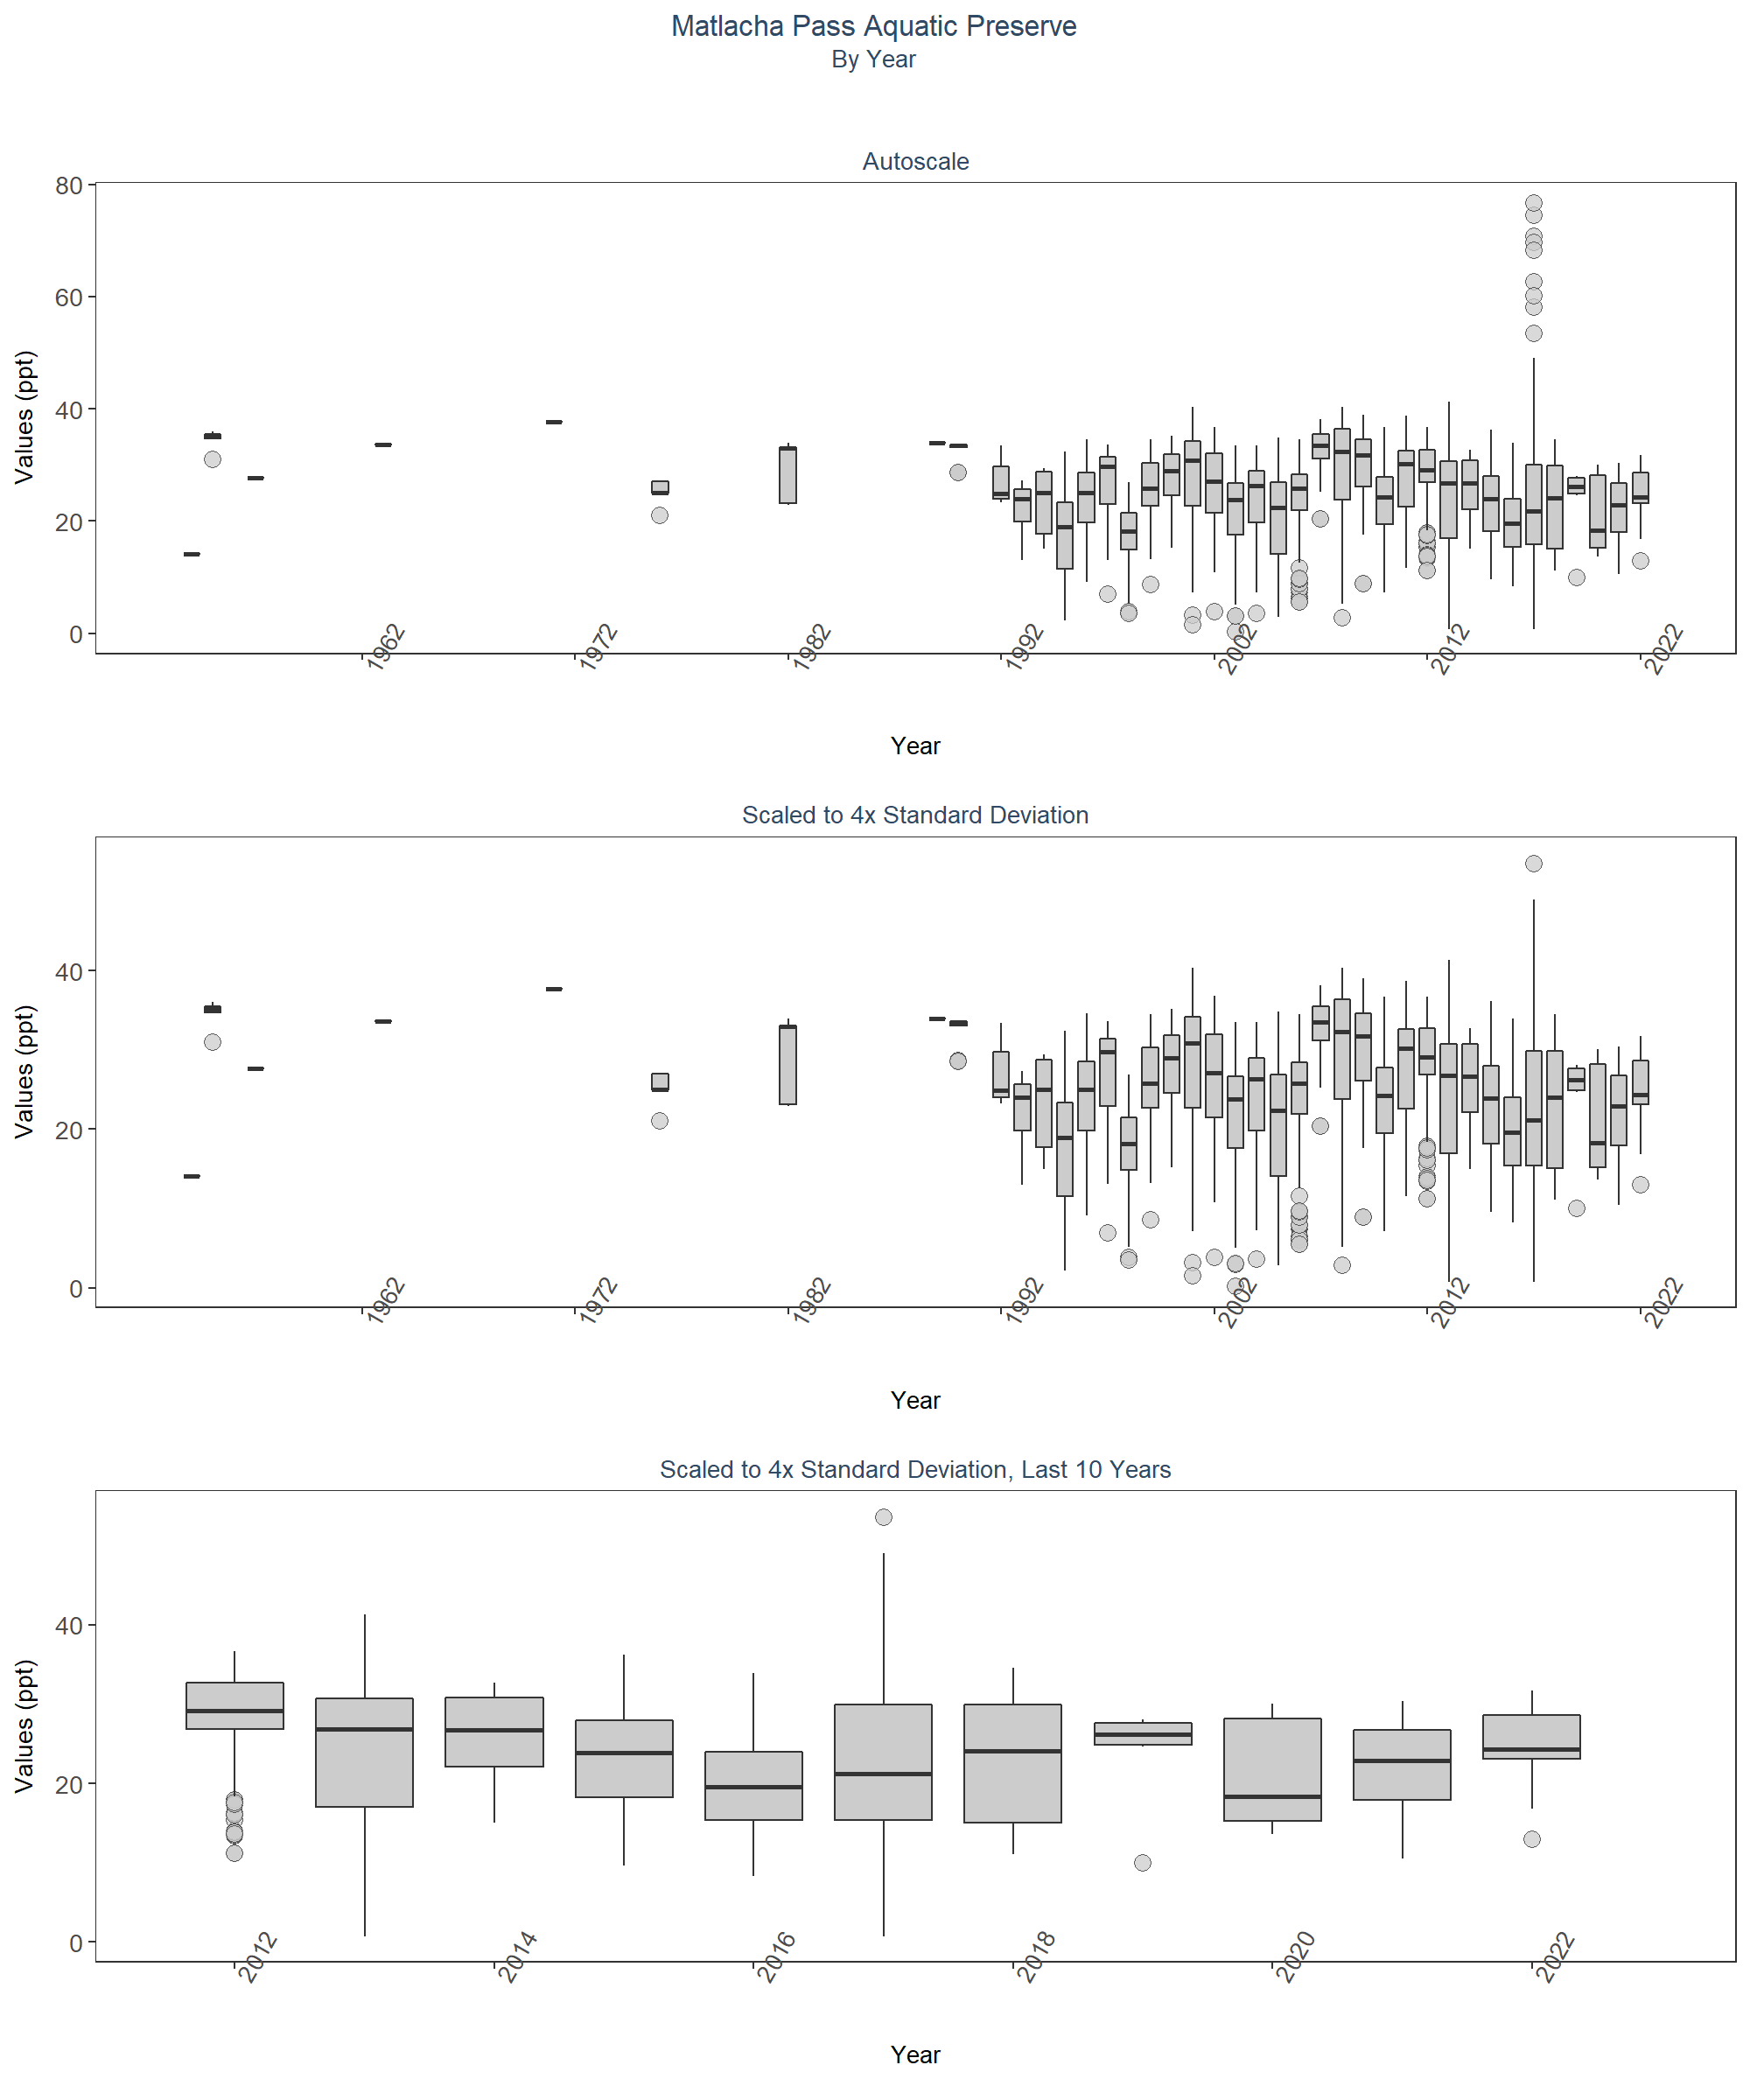 Matlacha Pass Aquatic Preserve
By Year
Autoscale
Values (ppt)
80
60
40
20
0
1962
1972
1982
1992
2002
2012
2022
Year
Scaled to 4x Standard Deviation
Values (ppt)
40
20
0
1962
1972
1982
1992
2002
2012
2022
Year
Scaled to 4x Standard Deviation, Last 10 Years
Values (ppt)
40
20
0
2012
2014
2016
2018
2020
2022
Year